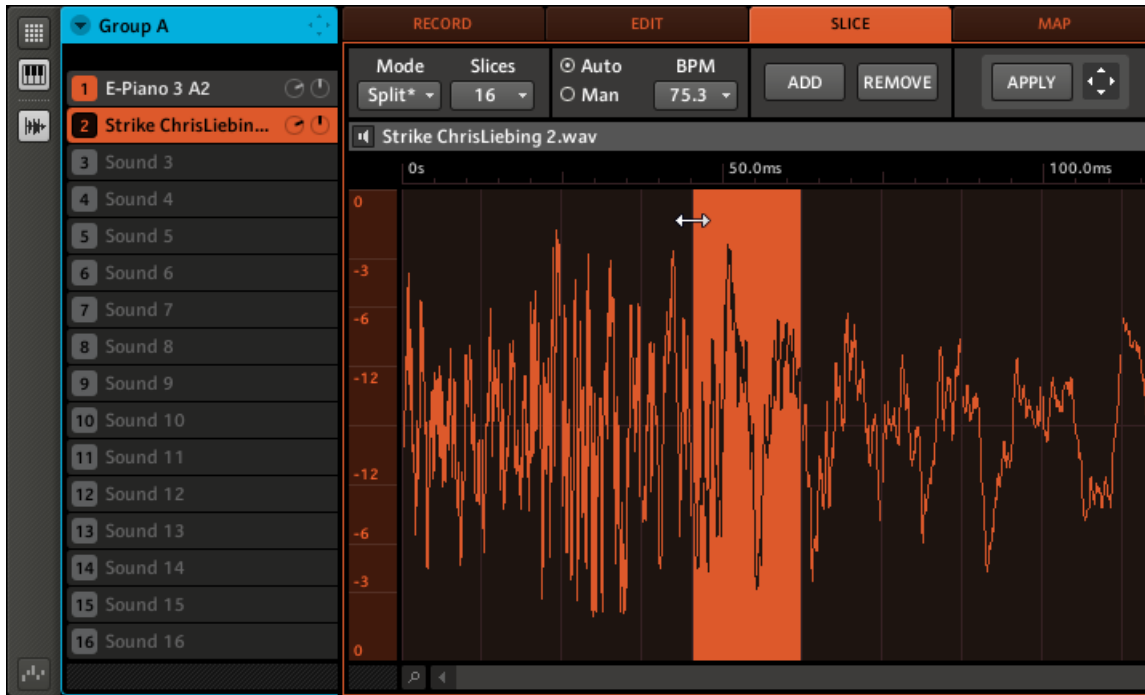 Group A
1 E-Piano 3 A2
2 Strike ChrisLiebin...
3 Sound 3
4 Sound 4
5 Sound 5
6 Sound 6
7 Sound 7
8 Sound 8
9 Sound 9
10 Sound 10
11 Sound 11
12 Sound 12
13 Sound 13
14 Sound 14
15 Sound 15
16 Sound 16
RECORD EDIT SLICE MAP
Mode Slices Auto BPM
Split* 16 Man 75.3 ADD REMOVE APPLY
Strike ChrisLiebing 2.wav
0s 50.0ms 100.0ms
0
-3
-6
-12
-12
-6
-3
0